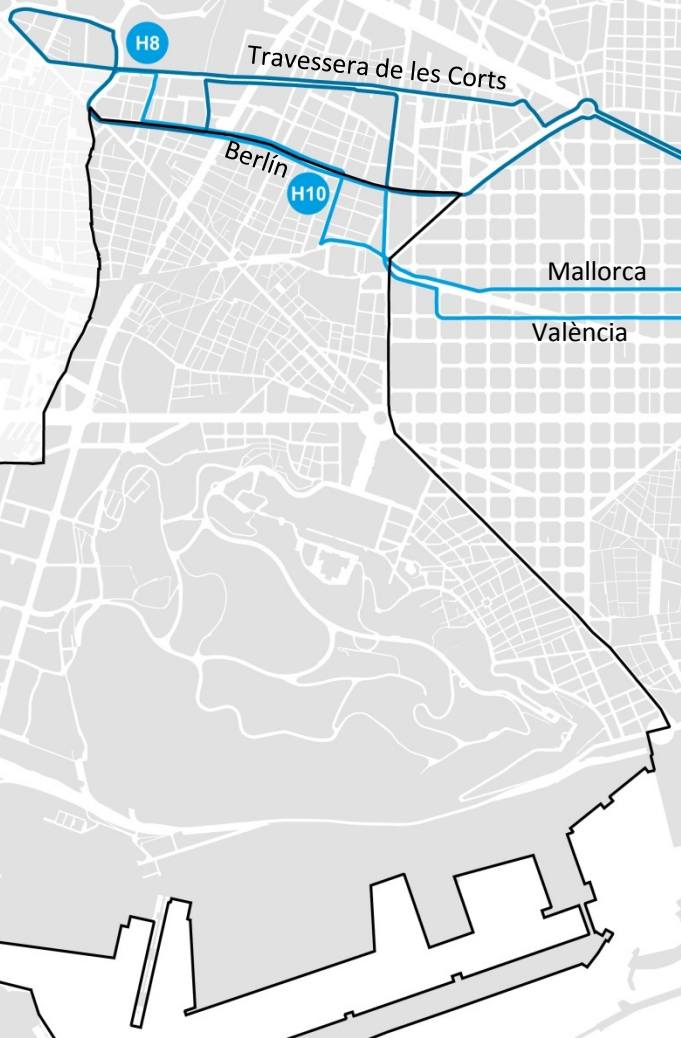 H8
Travessera de les Corts
Berlín
H10
Mallorca
València